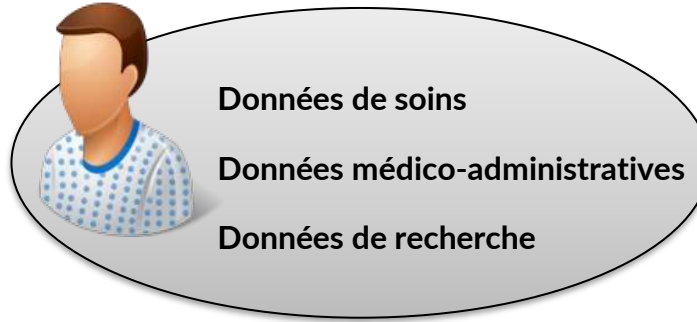 Données de soins
Données médico-administratives
Données de recherche